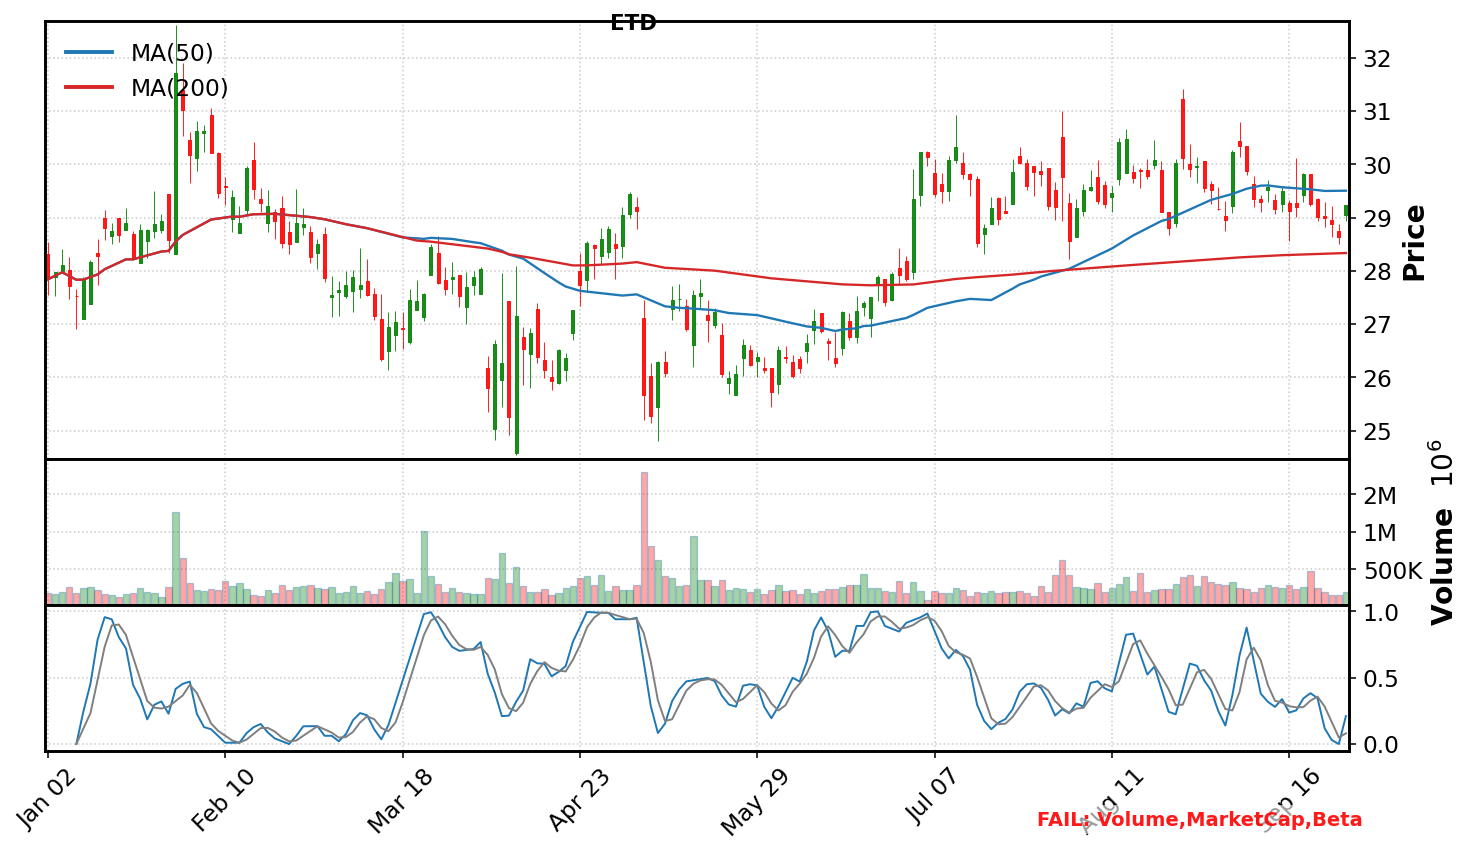 ETD
MA(50)
MA(200)
32
31
30
29
28
27
26
25
Price
2M
1M
500K
Volume 10^6
1.0
0.5
0.0
Jan 02
Feb 10
Mar 18
Apr 23
May 29
Jul 07
Aug 11
Sep 16
FAIL: Volume,MarketCap,Beta